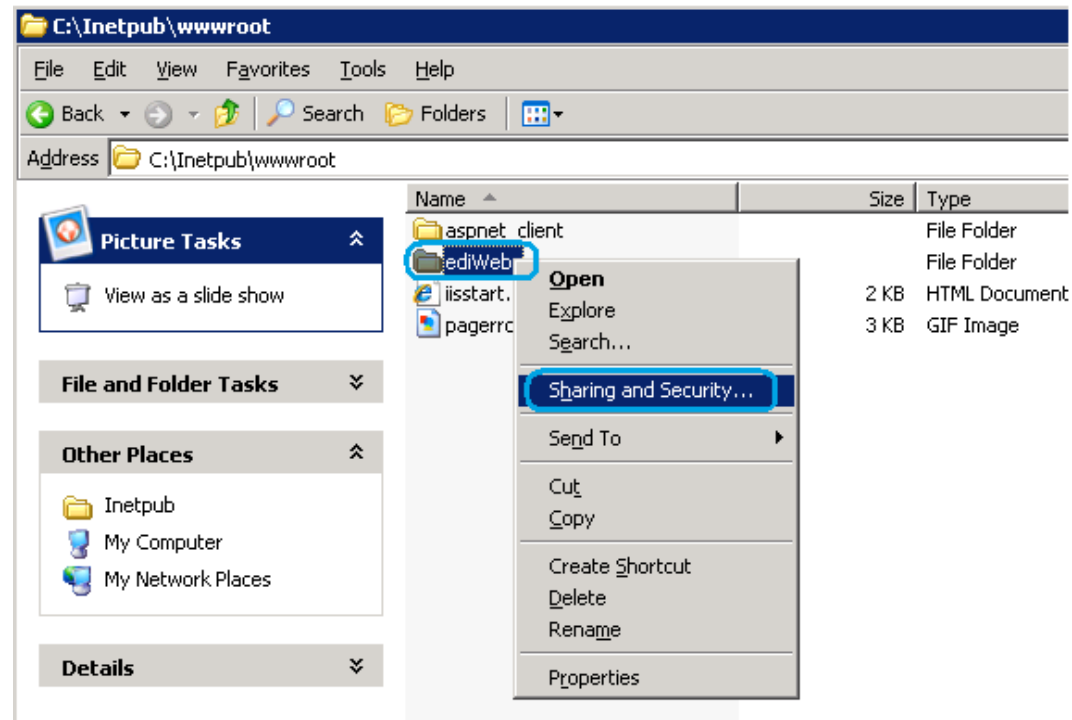 C:\Inetpub\wwwroot
File Edit View Favorites Tools Help
Back Search Folders
Address C:\Inetpub\wwwroot
Picture Tasks
View as a slide show
File and Folder Tasks
Other Places
Inetpub
My Computer
My Network Places
Details
Name Size Type
aspnet_client File Folder
ediWeb File Folder
iisstart. 2 KB HTML Document
pagerrc 3 KB GIF Image
Open
Explore
Search...
Sharing and Security...
Send To
Cut
Copy
Create Shortcut
Delete
Rename
Properties